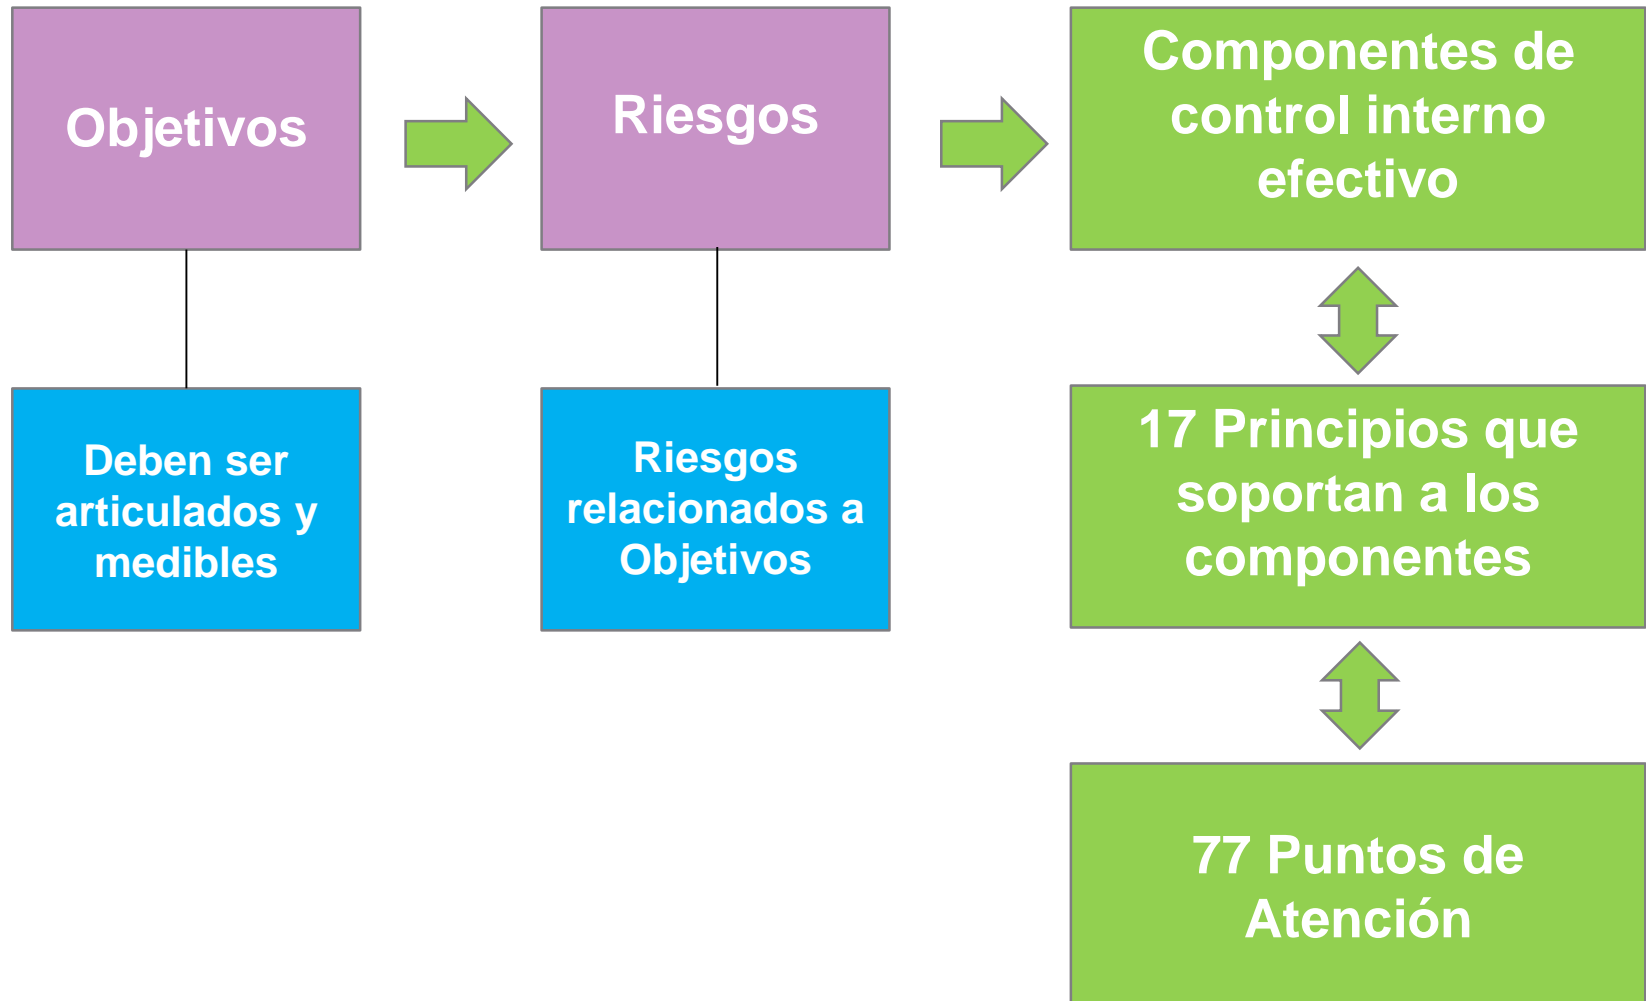 Objetivos
Riesgos
Componentes de
control interno
efectivo
Deben ser
articulados y
medibles
Riesgos
relacionados a
Objetivos
17 Principios que
soportan a los
componentes
77 Puntos de
Atención